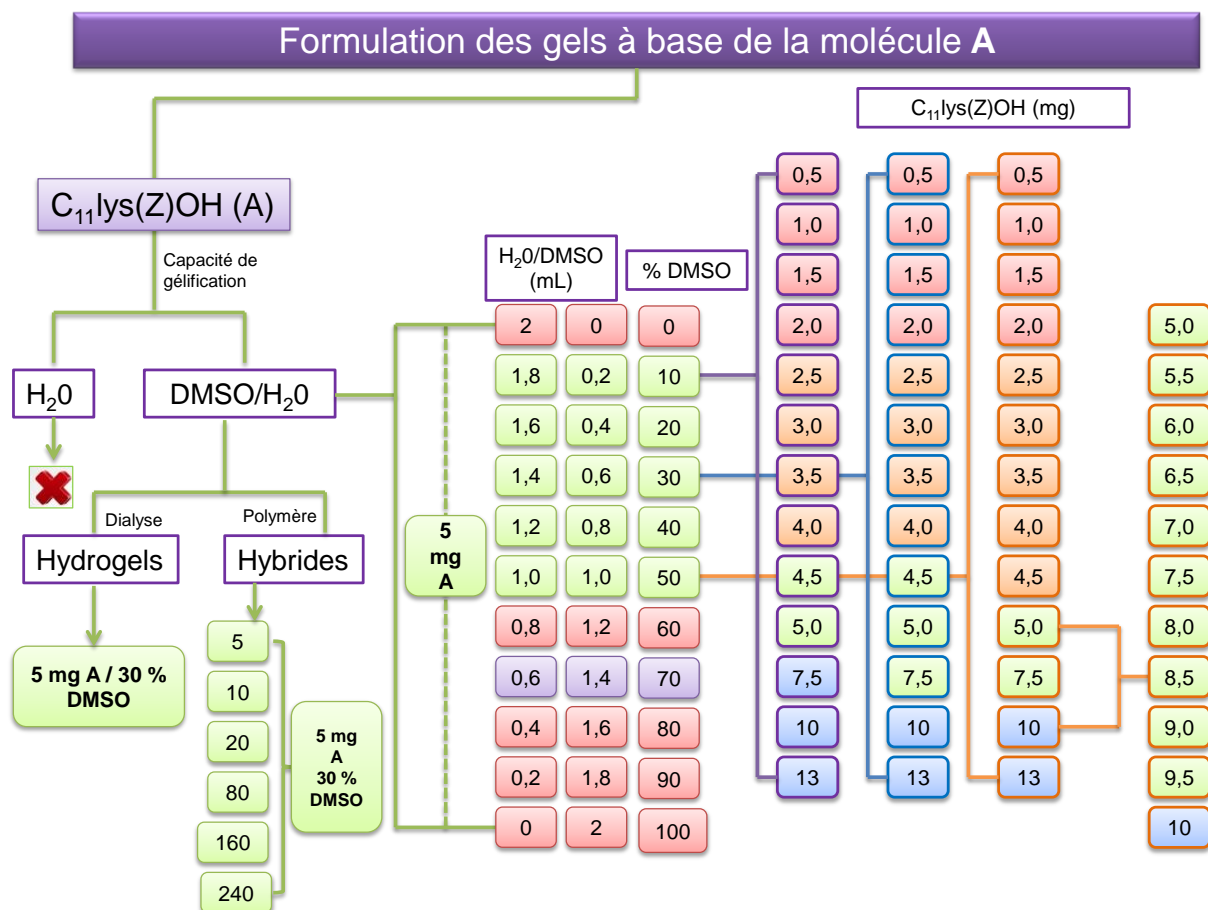 Formulation des gels à base de la molécule A
C₁₁lys(Z)OH (mg)
C₁₁lys(Z)OH (A)
Capacité de
gélification
H₂0
DMSO/H₂0
Dialyse
Polymère
Hydrogels
Hybrides
5 mg A / 30 %
DMSO
5
10
20
80
160
240
5 mg
A
30 %
DMSO
5
mg
A
H₂0/DMSO
(mL)
% DMSO
2 0 0
1,8 0,2 10
1,6 0,4 20
1,4 0,6 30
1,2 0,8 40
1,0 1,0 50
0,8 1,2 60
0,6 1,4 70
0,4 1,6 80
0,2 1,8 90
0 2 100
0,5 0,5 0,5
1,0 1,0 1,0
1,5 1,5 1,5
2,0 2,0 2,0
2,5 2,5 2,5
3,0 3,0 3,0
3,5 3,5 3,5
4,0 4,0 4,0
4,5 4,5 4,5
5,0 5,0 5,0
7,5 7,5 7,5
10 10 10
13 13 13
5,0
5,5
6,0
6,5
7,0
7,5
8,0
8,5
9,0
9,5
10